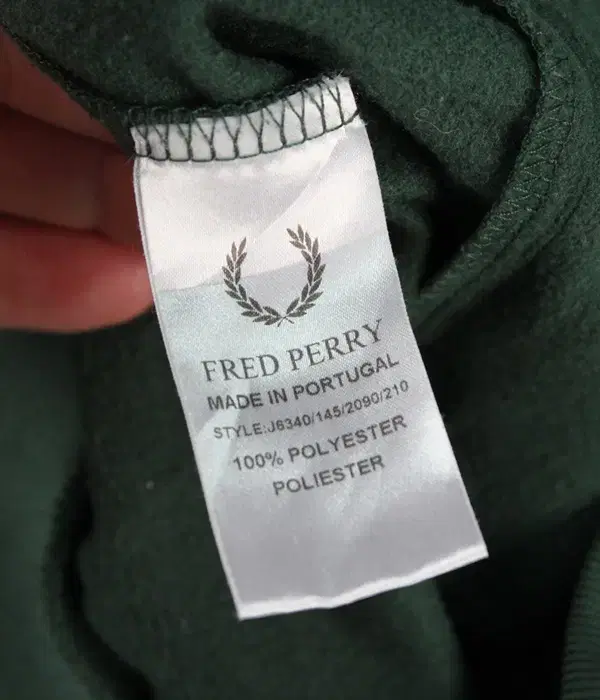 FRED PERRY
MADE IN PORTUGAL
STYLE:J6340/145/2090/210
100% POLYESTER
POLIESTER